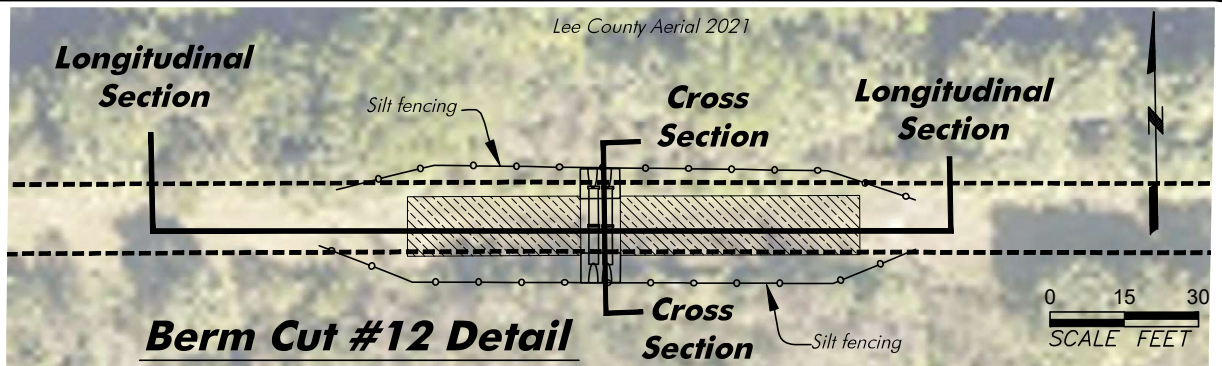 Lee County Aerial 2021
Longitudinal
Section
Silt fencing
Cross
Section
Longitudinal
Section
N
Berm Cut #12 Detail
Cross
Section
Silt fencing
0 15 30
SCALE FEET